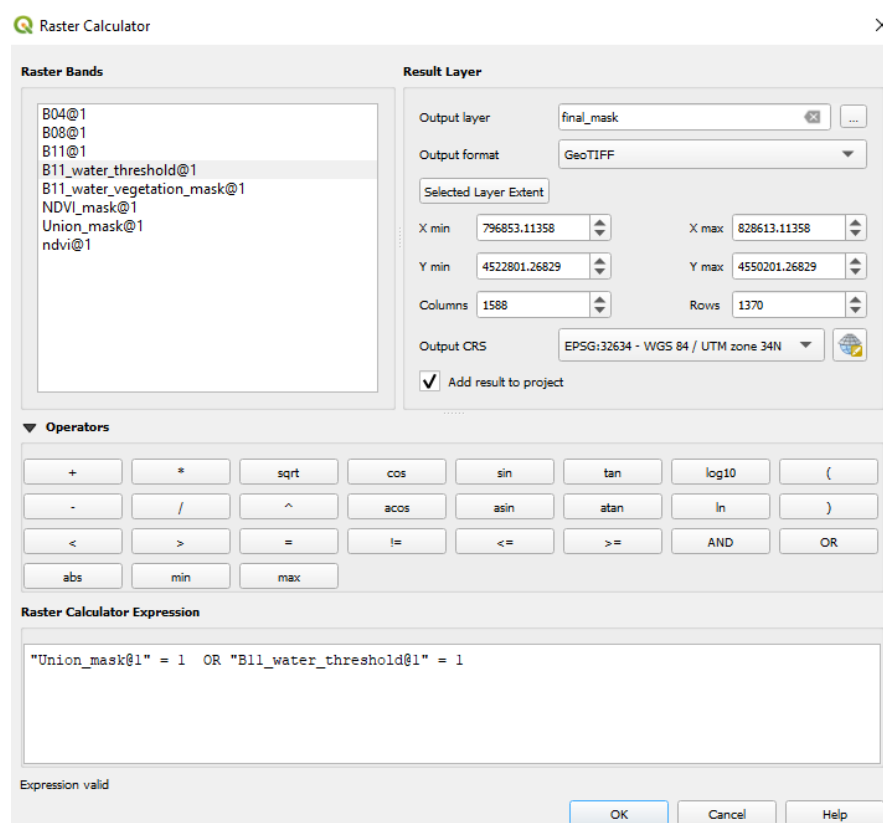 Raster Calculator
Raster Bands
B04@1
B08@1
B11@1
B11_water_threshold@1
B11_water_vegetation_mask@1
NDVI_mask@1
Union_mask@1
ndvi@1
Result Layer
Output layer final_mask ...
Output format GeoTIFF
Selected Layer Extent
X min 796853.11358 X max 828613.11358
Y min 4522801.26829 Y max 4550201.26829
Columns 1588 Rows 1370
Output CRS EPSG:32634 - WGS 84 / UTM zone 34N
Add result to project
Operators
+ * sqrt cos sin tan log10 (
- / ^ acos asin atan ln )
< > = != <= >= AND OR
abs min max
Raster Calculator Expression
"Union_mask@1" = 1  OR "B11_water_threshold@1" = 1
Expression valid
OK Cancel Help